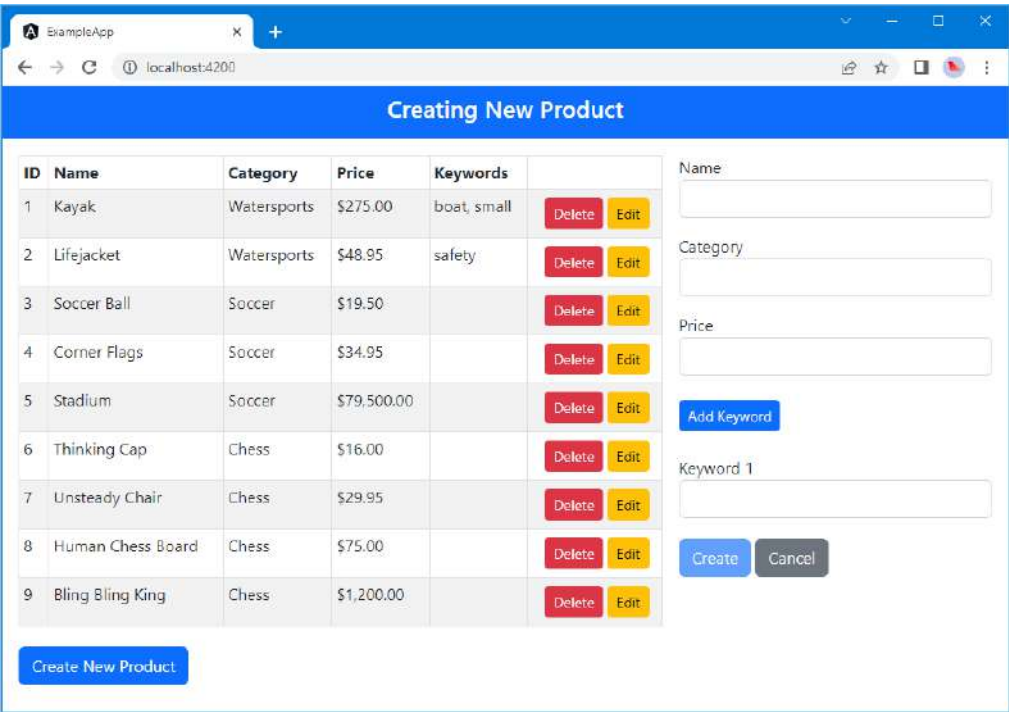 ExampleApp
localhost:4200
Creating New Product
ID Name Category Price Keywords
1 Kayak Watersports $275.00 boat, small Delete Edit
2 Lifejacket Watersports $48.95 safety Delete Edit
3 Soccer Ball Soccer $19.50 Delete Edit
4 Corner Flags Soccer $34.95 Delete Edit
5 Stadium Soccer $79,500.00 Delete Edit
6 Thinking Cap Chess $16.00 Delete Edit
7 Unsteady Chair Chess $29.95 Delete Edit
8 Human Chess Board Chess $75.00 Delete Edit
9 Bling Bling King Chess $1,200.00 Delete Edit
Create New Product
Name
Category
Price
Add Keyword
Keyword 1
Create Cancel